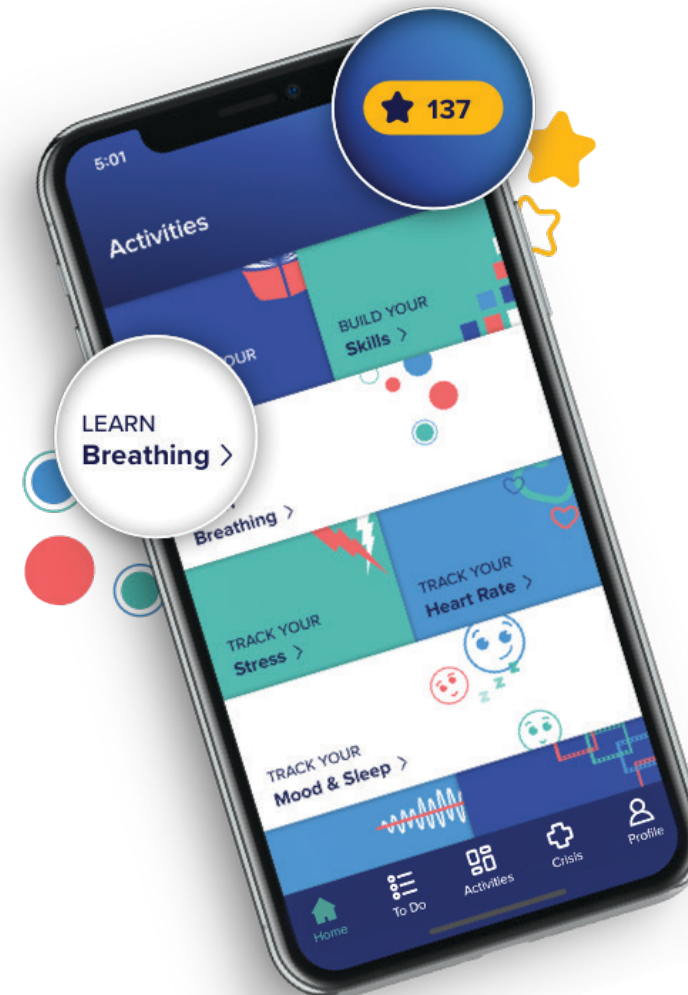 137
5:01
Activities
BUILD YOUR
Skills >
OUR
LEARN
Breathing >
Breathing >
TRACK YOUR
Heart Rate >
TRACK YOUR
Stress >
TRACK YOUR
Mood & Sleep >
Home
To Do
Activities
Crisis
Profile